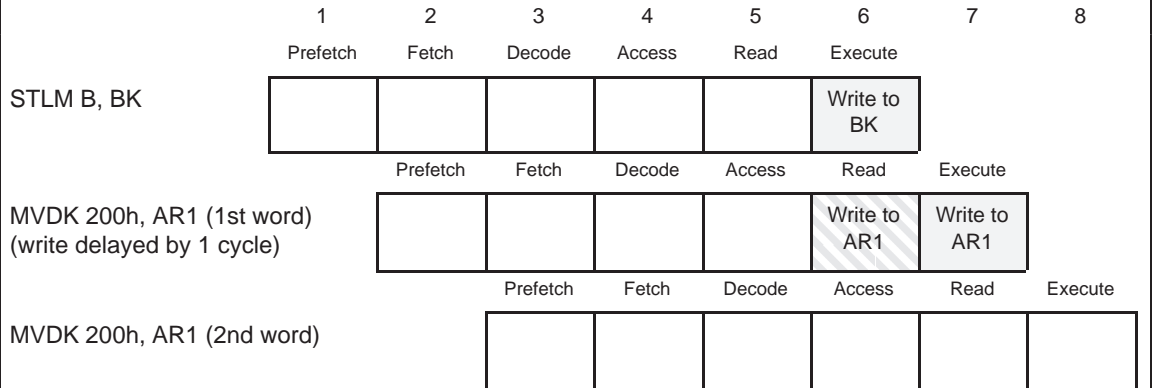 1 2 3 4 5 6 7 8
Prefetch Fetch Decode Access Read Execute
STLM B, BK
Write to
BK
Prefetch Fetch Decode Access Read Execute
MVDK 200h, AR1 (1st word)
(write delayed by 1 cycle)
Write to
AR1
Write to
AR1
Prefetch Fetch Decode Access Read Execute
MVDK 200h, AR1 (2nd word)